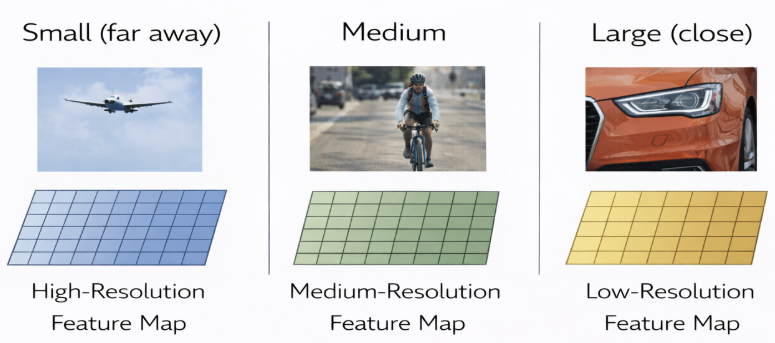 Small (far away)
Medium
Large (close)
High-Resolution
Feature Map
Medium-Resolution
Feature Map
Low-Resolution
Feature Map